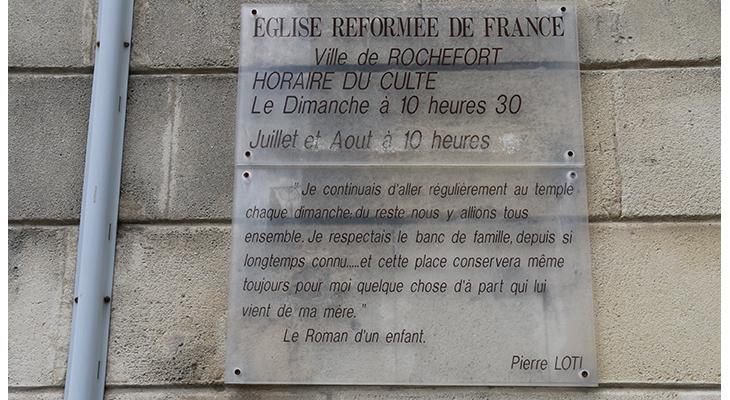 EGLISE REFORMEE DE FRANCE
Ville de ROCHEFORT
HORAIRE DU CULTE
Le Dimanche à 10 heures 30
Juillet et Aout à 10 heures
" Je continuais d'aller régulièrement au temple
chaque dimanche; du reste nous y allions tous
ensemble. Je respectais le banc de famille, depuis si
longtemps connu.....et cette place conservera même
toujours pour moi quelque chose d'à part qui lui
vient de ma mère."
Le Roman d'un enfant.
Pierre LOTI